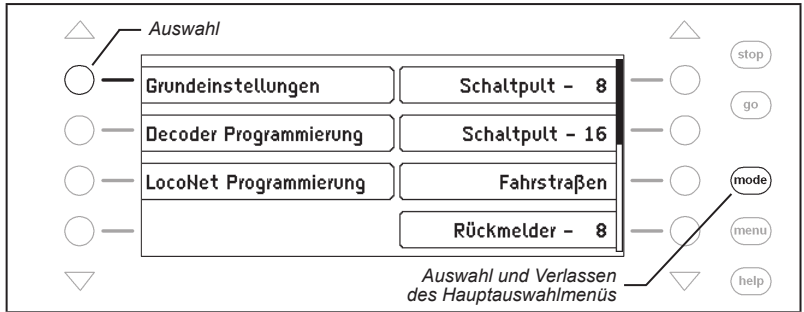 Auswahl
stop
Grundeinstellungen Schaltpult - 8
go
Decoder Programmierung Schaltpult - 16
LocoNet Programmierung Fahrstraßen
mode
Rückmelder - 8
menu
Auswahl und Verlassen
des Hauptauswahlmenüs
help